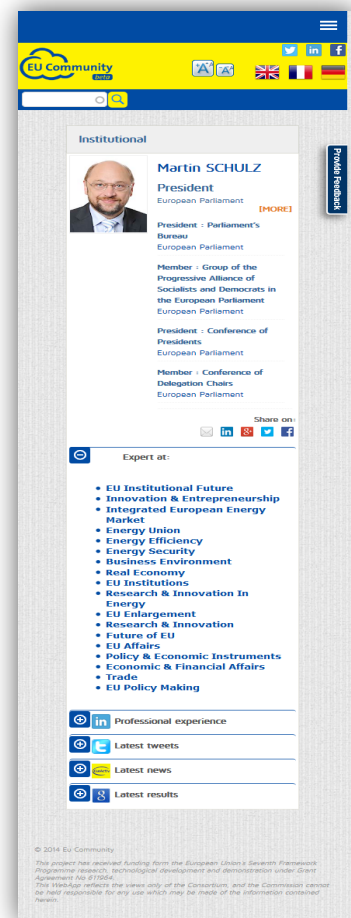 EU Community
beta
A A
Institutional
Martin SCHULZ
President
European Parliament
[MORE]
President : Parliament's
Bureau
European Parliament
Member : Group of the
Progressive Alliance of
Socialists and Democrats in
the European Parliament
European Parliament
President : Conference of
Presidents
European Parliament
Member : Conference of
Delegation Chairs
European Parliament
Provide Feedback
Share on:
Expert at:
• EU Institutional Future
• Innovation & Entrepreneurship
• Integrated European Energy
Market
• Energy Union
• Energy Efficiency
• Energy Security
• Business Environment
• Real Economy
• EU Institutions
• Research & Innovation In
Energy
• EU Enlargement
• Research & Innovation
• Future of EU
• EU Affairs
• Policy & Economic Instruments
• Economic & Financial Affairs
• Trade
• EU Policy Making
in Professional experience
Latest tweets
Latest news
8 Latest results
© 2014 Eu Community
This project has received funding form the European Union's Seventh Framework
Programme research, technological development and demonstration under Grant
Agreement No 611964.
This WebApp reflects the views only of the Consortium, and the Commission cannot
be held responsible for any use which may be made of the information contained
herein.